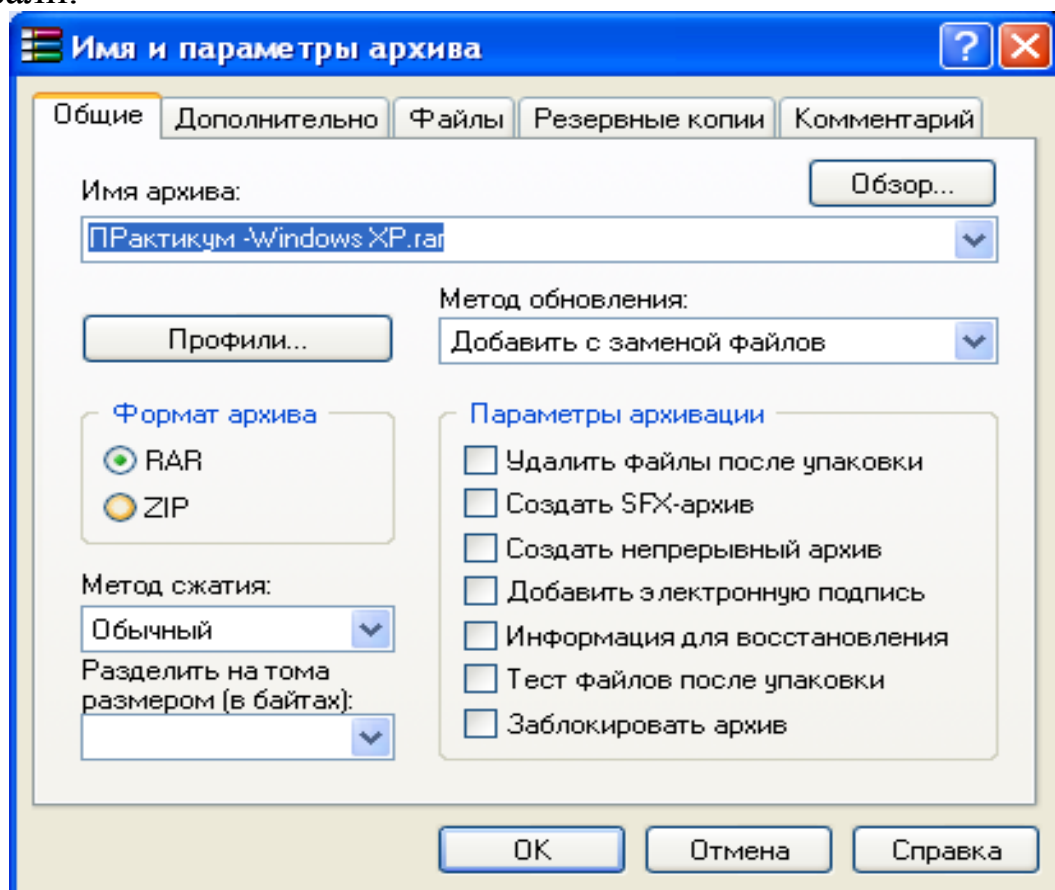 Имя и параметры архива
Общие Дополнительно Файлы Резервные копии Комментарий
Обзор...
Имя архива:
ПРактикум -Windows XP.rar
Метод обновления:
Профили...
Добавить с заменой файлов
Формат архива
RAR
ZIP
Метод сжатия:
Обычный
Разделить на тома
размером (в байтах):
Параметры архивации
Удалить файлы после упаковки
Создать SFX-архив
Создать непрерывный архив
Добавить электронную подпись
Информация для восстановления
Тест файлов после упаковки
Заблокировать архив
OK Отмена Справка